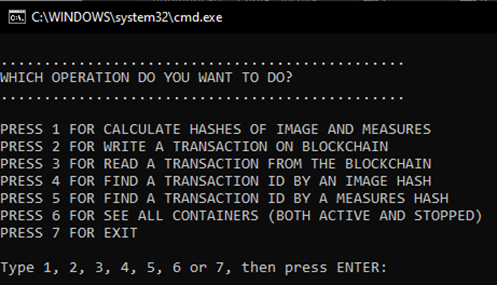 C:\WINDOWS\system32\cmd.exe
...............................................
WHICH OPERATION DO YOU WANT TO DO?
...............................................
PRESS 1 FOR CALCULATE HASHES OF IMAGE AND MEASURES
PRESS 2 FOR WRITE A TRANSACTION ON BLOCKCHAIN
PRESS 3 FOR READ A TRANSACTION FROM THE BLOCKCHAIN
PRESS 4 FOR FIND A TRANSACTION ID BY AN IMAGE HASH
PRESS 5 FOR FIND A TRANSACTION ID BY A MEASURES HASH
PRESS 6 FOR SEE ALL CONTAINERS (BOTH ACTIVE AND STOPPED)
PRESS 7 FOR EXIT
Type 1, 2, 3, 4, 5, 6 or 7, then press ENTER: